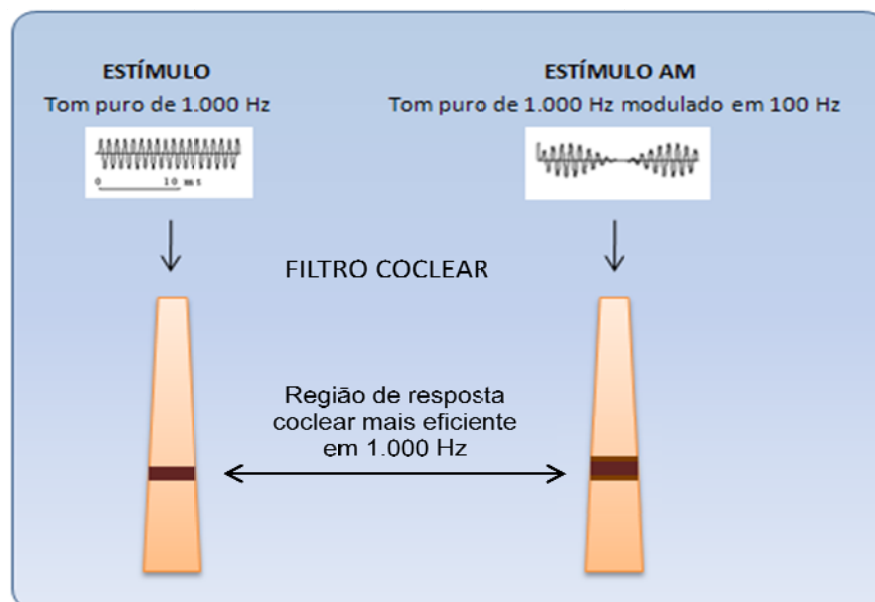 ESTÍMULO
Tom puro de 1.000 Hz
0 10 ms
ESTÍMULO AM
Tom puro de 1.000 Hz modulado em 100 Hz
FILTRO COCLEAR
Região de resposta
coclear mais eficiente
em 1.000 Hz